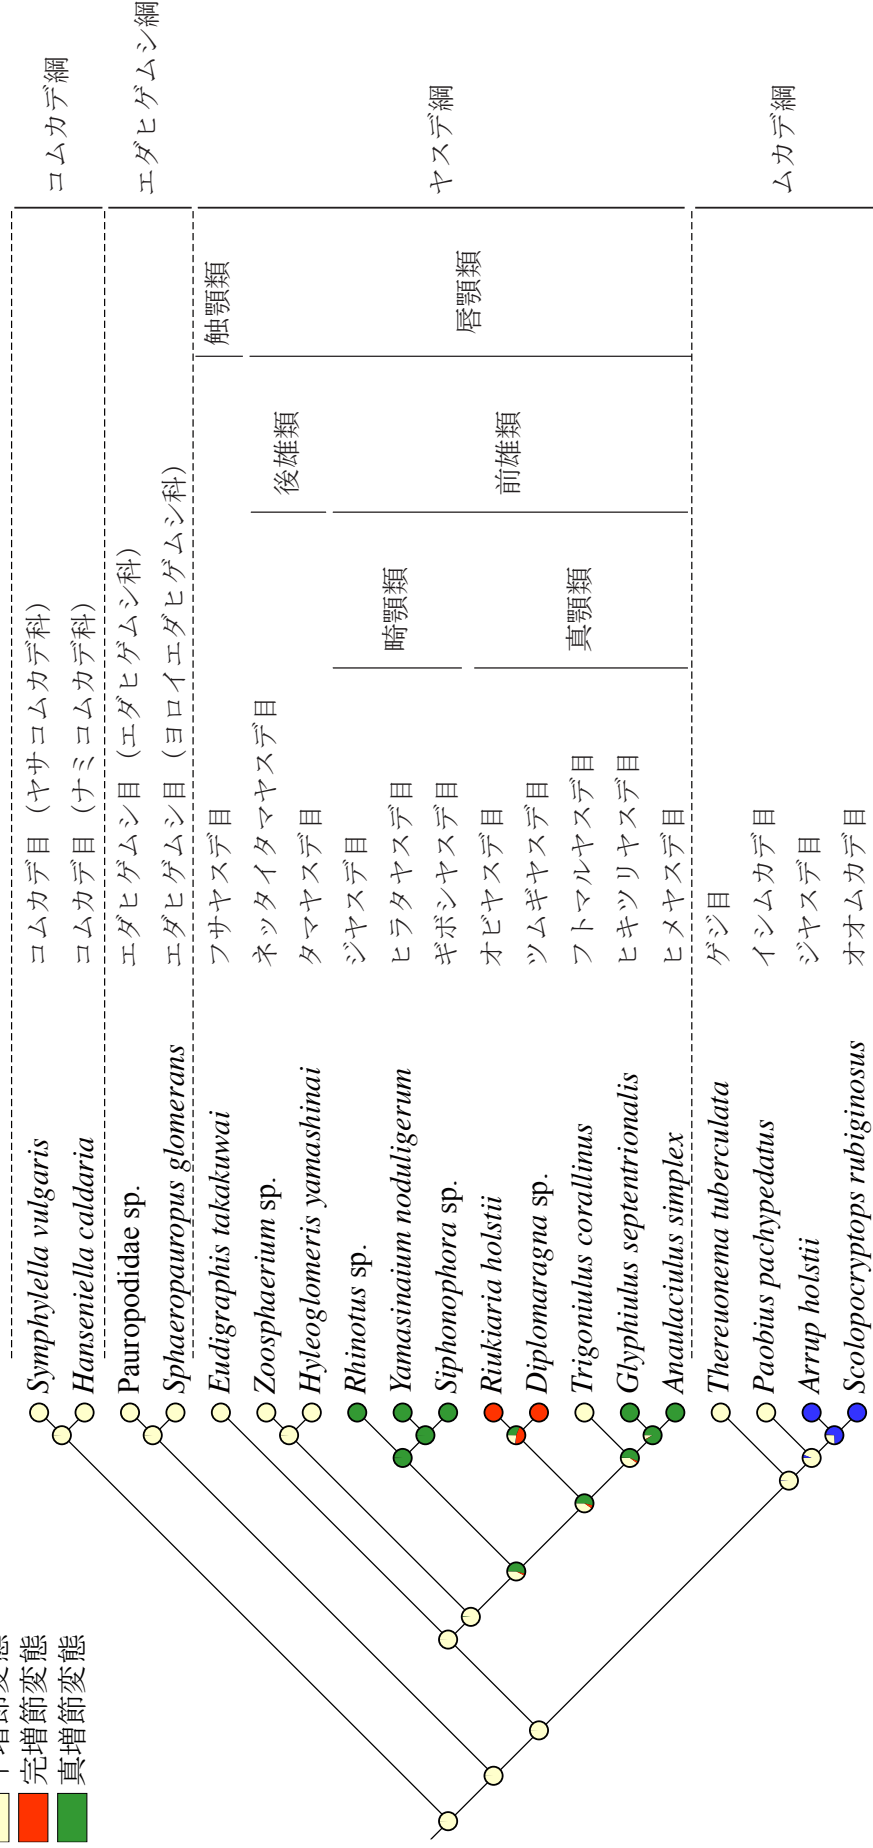 完増節変態
真増節変態
Symphylella vulgaris コムカデ目（ヤサコムカデ科）
Hanseniella caldaria コムカデ目（ナミコムカデ科）
コムカデ綱
Pauropodidae sp. エダヒゲムシ目（エダヒゲムシ科）
Sphaeropauropus glomerans エダヒゲムシ目（ヨロイエダヒゲムシ科）
エダヒゲムシ綱
Eudigraphis takakuwai フサヤスデ目
触顎類
Zoosphaerium sp. ネッタイタマヤスデ目
Hyleoglomeris yamashinai タマヤスデ目
後雄類
Rhinotus sp. ジヤスデ目
Yamasinaium noduligerum ヒラタヤスデ目
Siphonophora sp. ギボシヤスデ目
畸顎類
Riukiaria holstii オビヤスデ目
Diplomaragna sp. ツムギヤスデ目
Trigoniulus corallinus フトマルヤスデ目
Glyphiulus septentrionalis ヒキツリヤスデ目
Anaulaciulus simplex ヒメヤスデ目
真顎類
前雄類
唇顎類
ヤスデ綱
Thereuonema tuberculata ゲジ目
Paobius pachypedatus イシムカデ目
Arrup holstii ジヤスデ目
Scolopocryptops rubiginosus オオムカデ目
ムカデ綱